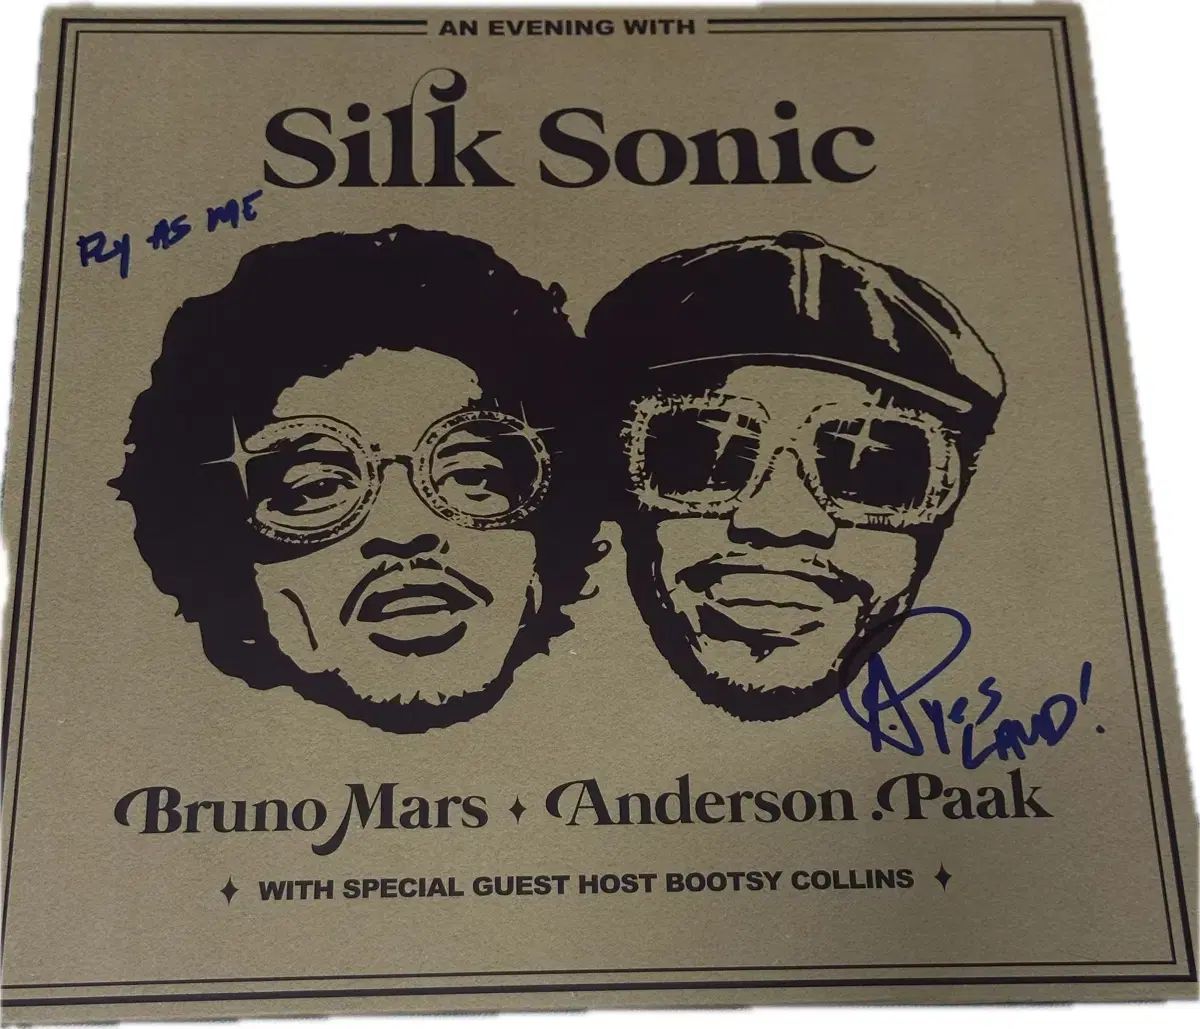 AN EVENING WITH
Silk Sonic
FLY AS ME
YES
LAND!
Bruno Mars ✦ Anderson .Paak
✦ WITH SPECIAL GUEST HOST BOOTSY COLLINS ✦